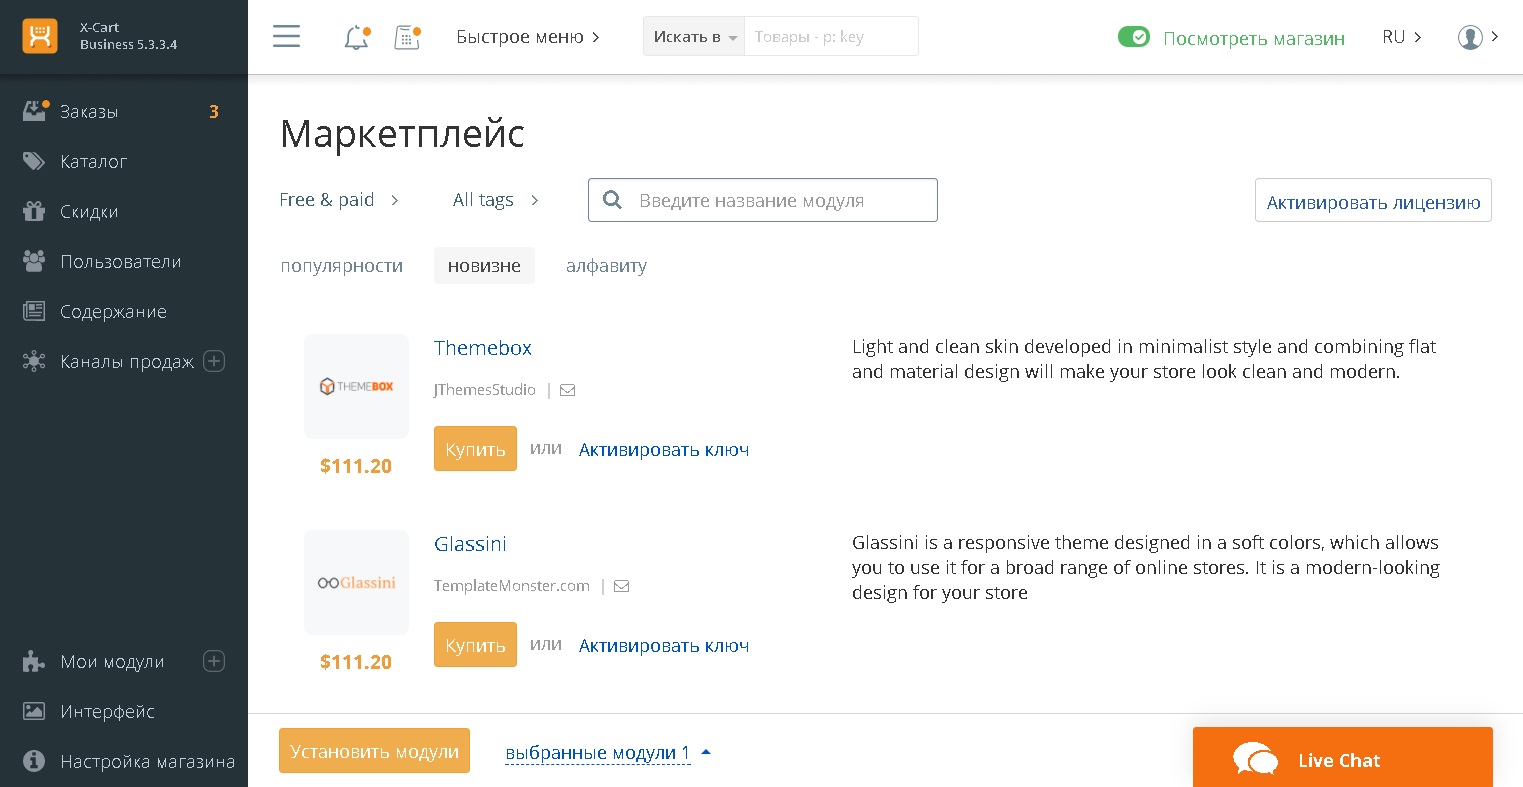 X-Cart
Business 5.3.3.4
Быстрое меню
Искать в
Товары - p: key
Посмотреть магазин
RU
Заказы 3
Каталог
Скидки
Пользователи
Содержание
Каналы продаж
Мои модули
Интерфейс
Настройка магазина
Маркетплейс
Free & paid
All tags
Введите название модуля
Активировать лицензию
популярности
новизне
алфавиту
THEMEBOX
$111.20
Themebox
JThemesStudio |
Купить или Активировать ключ
Light and clean skin developed in minimalist style and combining flat
and material design will make your store look clean and modern.
Glassini
$111.20
Glassini
TemplateMonster.com |
Купить или Активировать ключ
Glassini is a responsive theme designed in a soft colors, which allows
you to use it for a broad range of online stores. It is a modern-looking
design for your store
Установить модули
выбранные модули 1
Live Chat